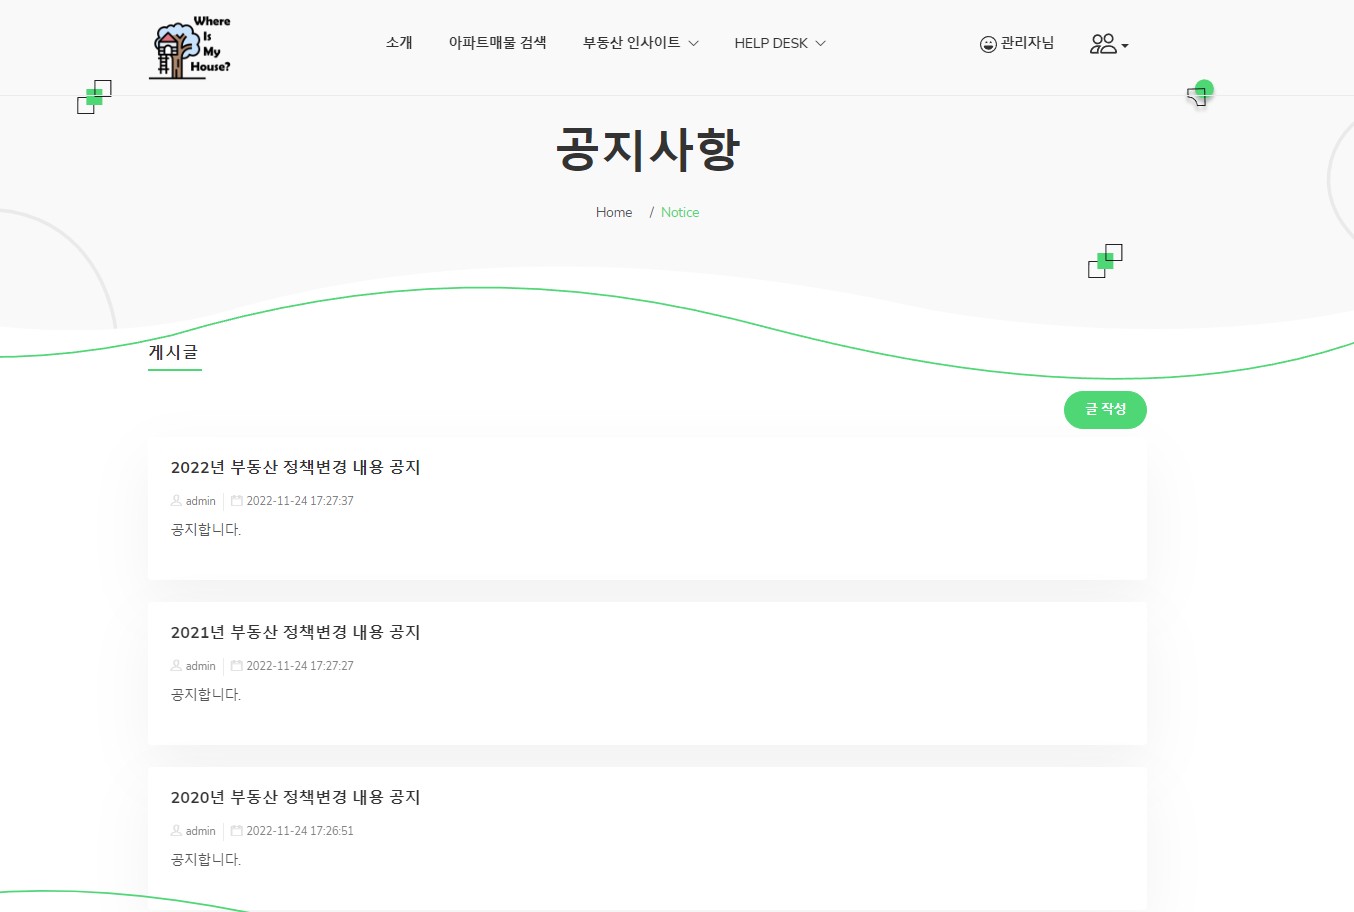 Where
Is
My
House?
소개 아파트매물 검색 부동산 인사이트 HELP DESK 관리자님
공지사항
Home / Notice
게시글
글 작성
2022년 부동산 정책변경 내용 공지
admin 2022-11-24 17:27:37
공지합니다.
2021년 부동산 정책변경 내용 공지
admin 2022-11-24 17:27:27
공지합니다.
2020년 부동산 정책변경 내용 공지
admin 2022-11-24 17:26:51
공지합니다.